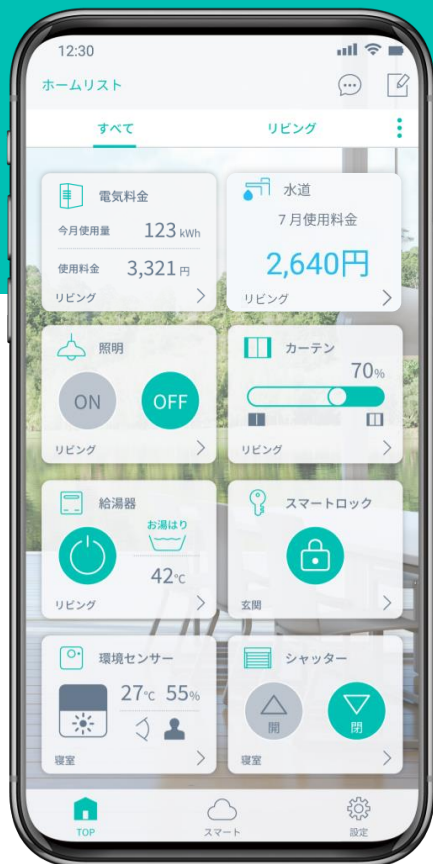 12:30
ホームリスト
すべて
リビング
電気料金
今月使用量 123 kWh
使用料金 3,321 円
リビング
水道
7月使用料金
2,640円
リビング
照明
ON OFF
リビング
カーテン
70%
リビング
給湯器
お湯はり
42℃
リビング
スマートロック
玄関
環境センサー
27℃ 55%
寝室
シャッター
開 閉
寝室
TOP
スマート
設定